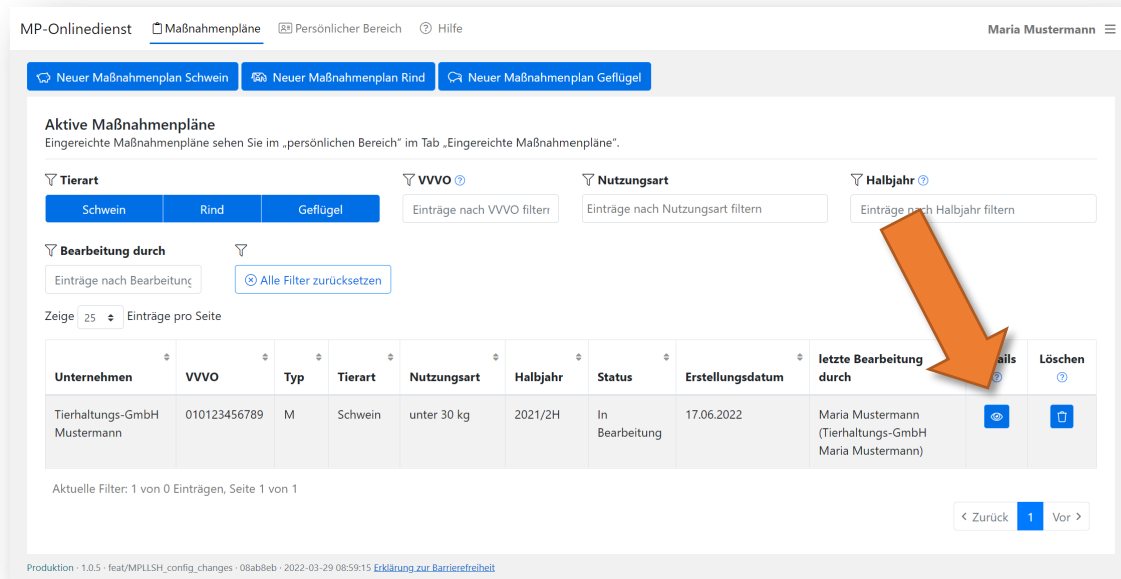 MP-Onlinedienst Maßnahmenpläne Persönlicher Bereich Hilfe Maria Mustermann
Neuer Maßnahmenplan Schwein Neuer Maßnahmenplan Rind Neuer Maßnahmenplan Geflügel
Aktive Maßnahmenpläne
Eingereichte Maßnahmenpläne sehen Sie im „persönlichen Bereich" im Tab „Eingereichte Maßnahmenpläne".
Tierart VVVO Nutzungsart Halbjahr
Schwein Rind Geflügel Einträge nach VVVO filtern Einträge nach Nutzungsart filtern Einträge nach Halbjahr filtern
Bearbeitung durch
Einträge nach Bearbeitung Alle Filter zurücksetzen
Zeige 25 Einträge pro Seite
letzte Bearbeitung ails Löschen
Unternehmen VVVO Typ Tierart Nutzungsart Halbjahr Status Erstellungsdatum durch
Tierhaltungs-GmbH 010123456789 M Schwein unter 30 kg 2021/2H In 17.06.2022 Maria Mustermann
Mustermann Bearbeitung (Tierhaltungs-GmbH
Maria Mustermann)
Aktuelle Filter: 1 von 0 Einträgen, Seite 1 von 1
Zurück 1 Vor
Produktion · 1.0.5 · feat/MPLLSH_config_changes · 08ab8eb · 2022-03-29 08:59:15 Erklärung zur Barrierefreiheit